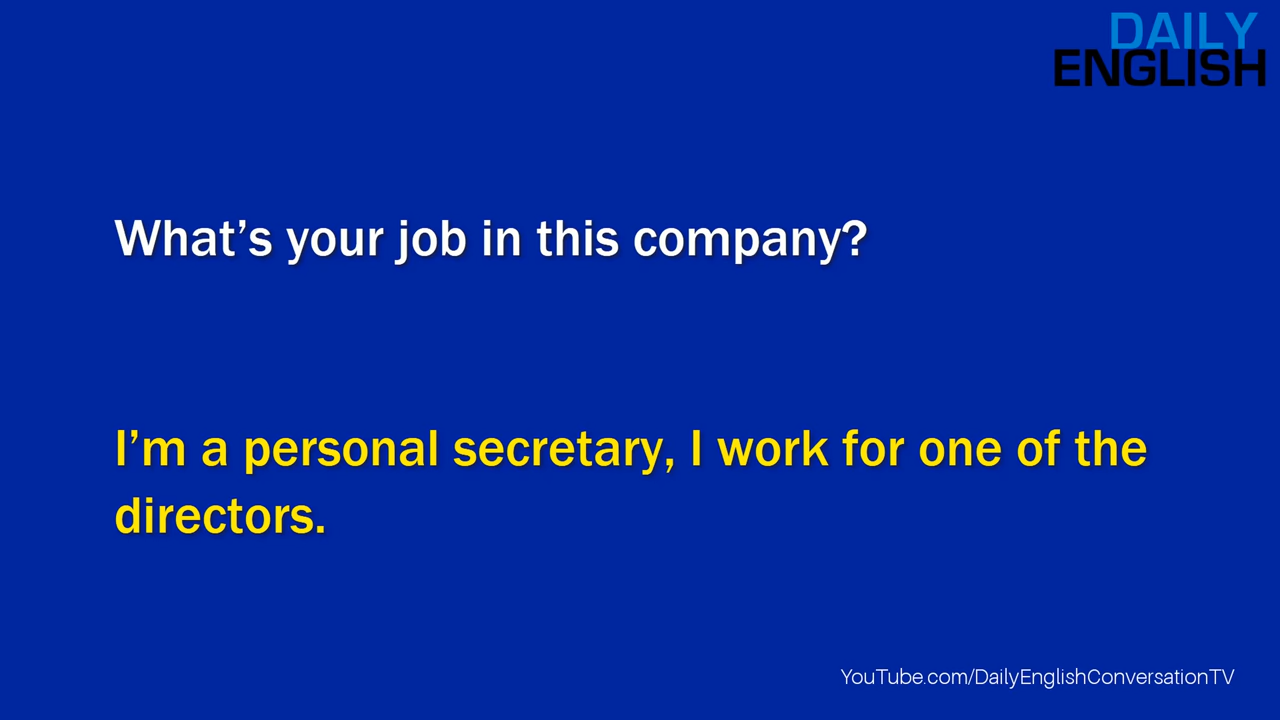 DAILY
ENGLISH
What’s your job in this company?
I’m a personal secretary, I work for one of the
directors.
YouTube.com/DailyEnglishConversationTV